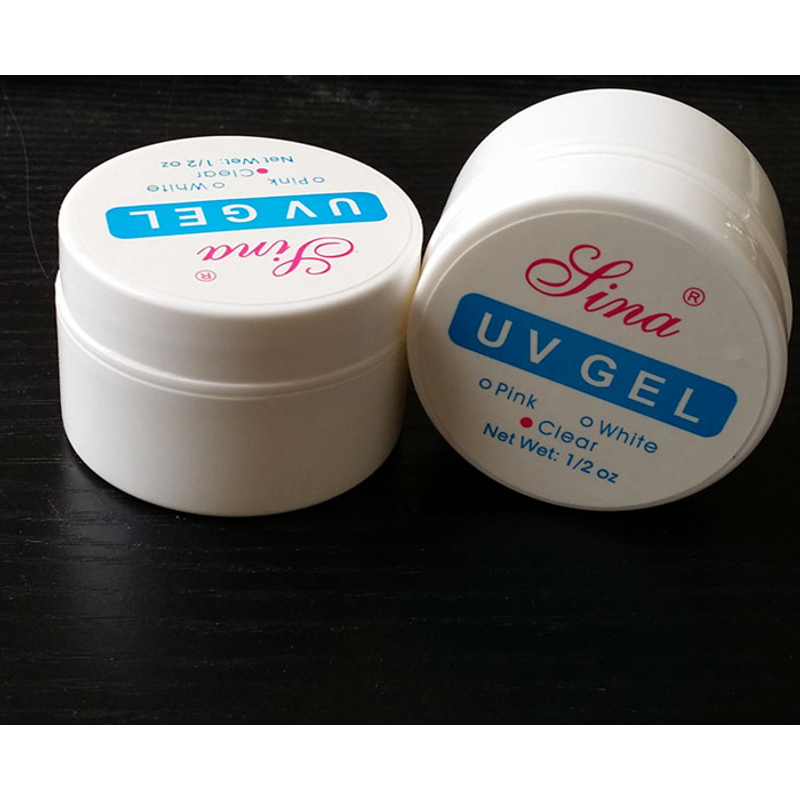 Sina ®
UV GEL
Pink White
Clear
Net Wet: 1/2 oz
Sina ®
UV GEL
Pink White
Clear
Net Wet: 1/2 oz